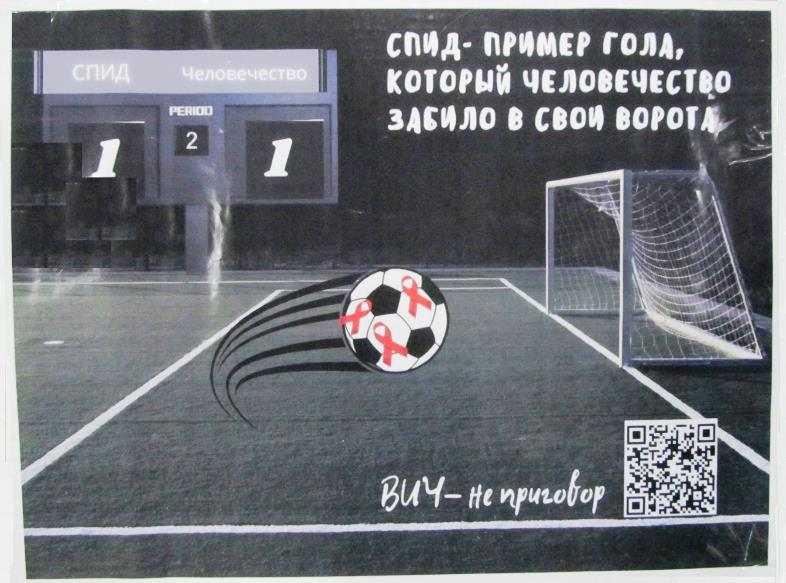 СПИД Человечество
PERIOD
1 2 1
СПИД- ПРИМЕР ГОЛА,
КОТОРЫЙ ЧЕЛОВЕЧЕСТВО
ЗАБИЛО В СВОИ ВОРОТА
ВИЧ – не приговор